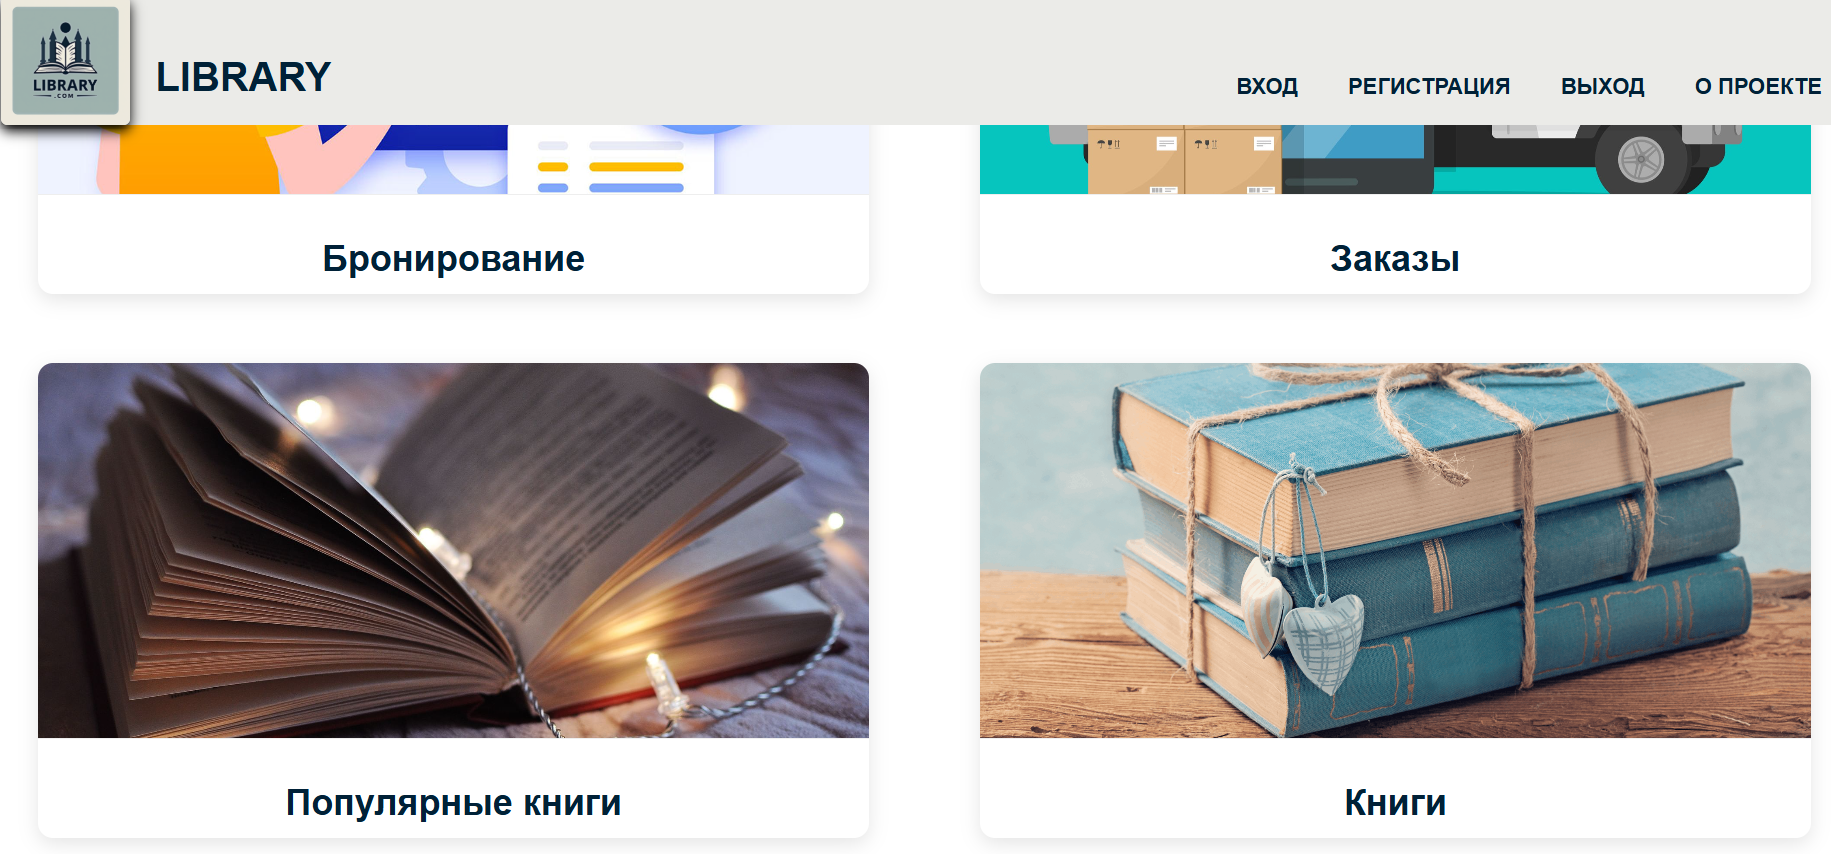 LIBRARY
.COM
LIBRARY
ВХОД
РЕГИСТРАЦИЯ
ВЫХОД
О ПРОЕКТЕ
Бронирование
Заказы
Популярные книги
Книги